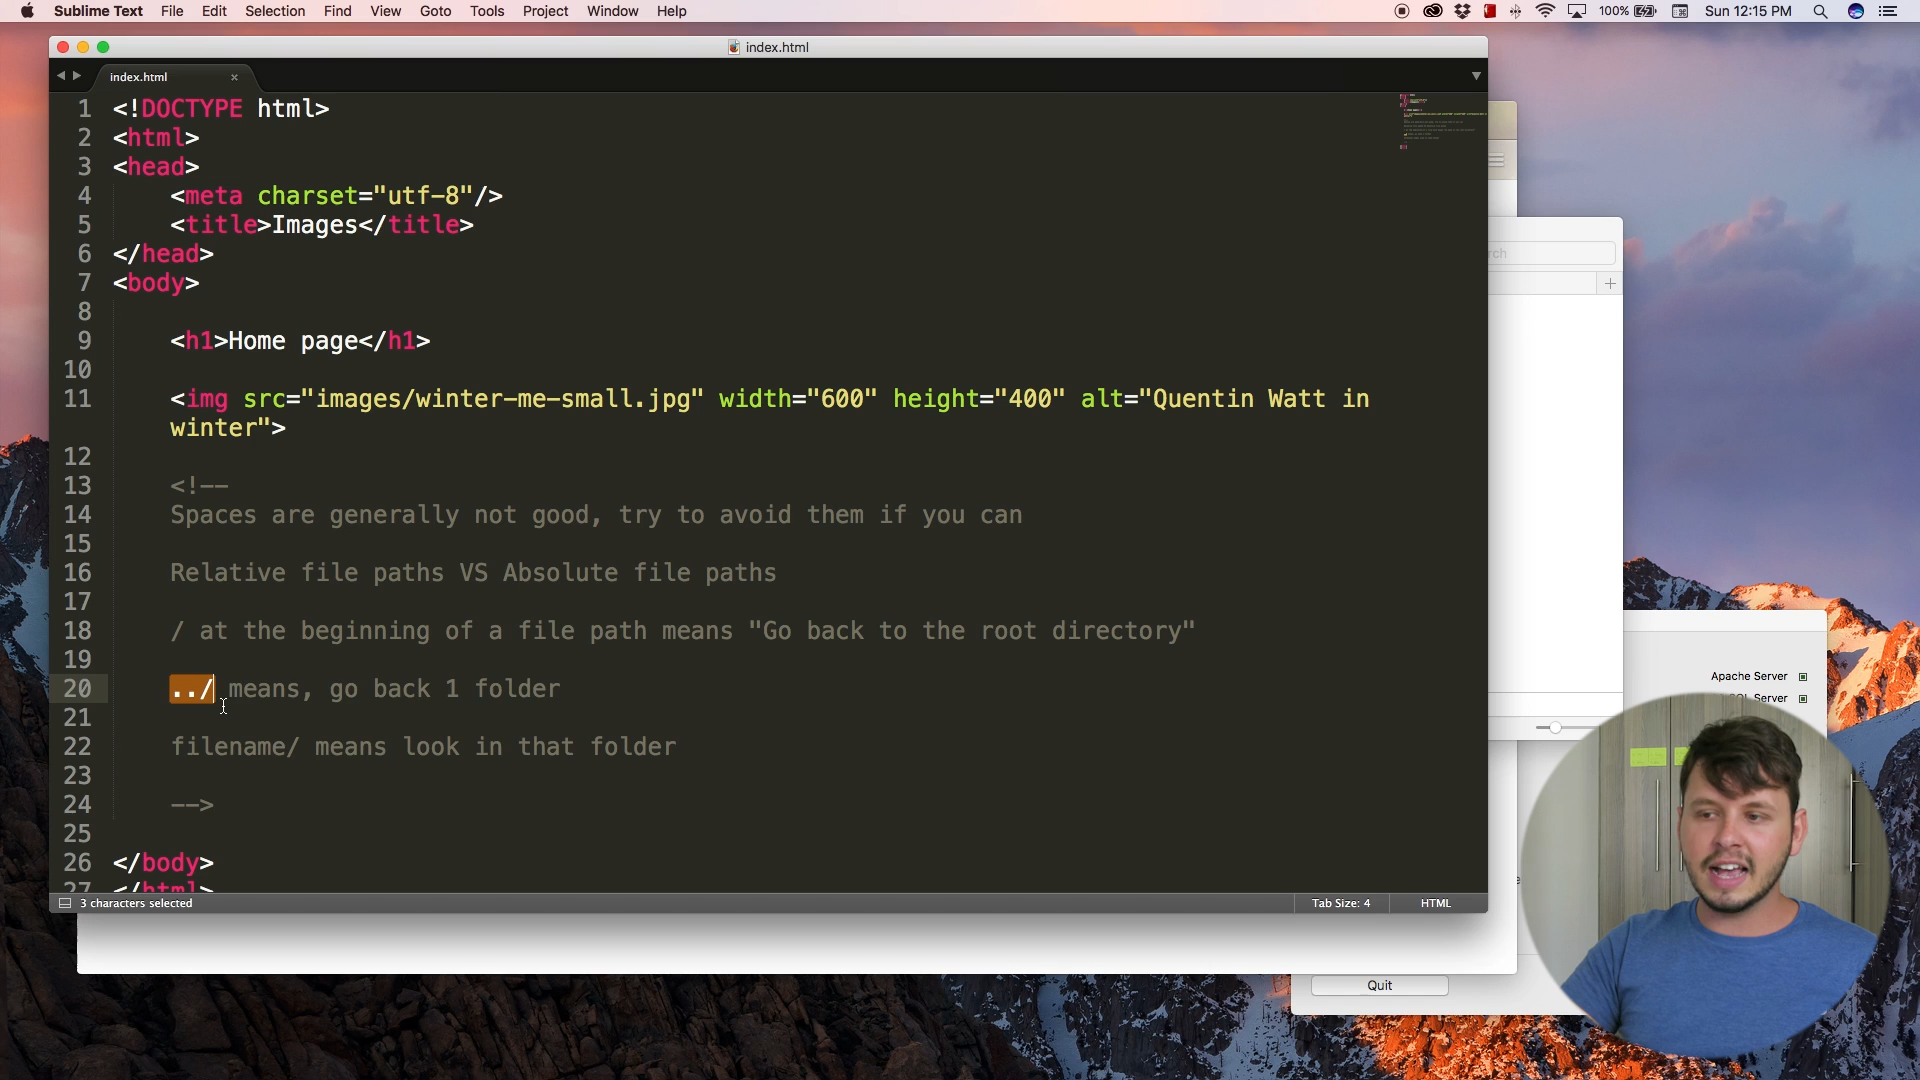 Sublime Text File Edit Selection Find View Goto Tools Project Window Help
100% Sun 12:15 PM
index.html
index.html
1 <!DOCTYPE html>
2 <html>
3 <head>
4 <meta charset="utf-8"/>
5 <title>Images</title>
6 </head>
7 <body>
8
9 <h1>Home page</h1>
10
11 <img src="images/winter-me-small.jpg" width="600" height="400" alt="Quentin Watt in
winter">
12
13 <!--
14 Spaces are generally not good, try to avoid them if you can
15
16 Relative file paths VS Absolute file paths
17
18 / at the beginning of a file path means "Go back to the root directory"
19
20 ../ means, go back 1 folder
21
22 filename/ means look in that folder
23
24 -->
25
26 </body>
27 </html>
3 characters selected
Tab Size: 4 HTML
rch
Apache Server
Server
Quit